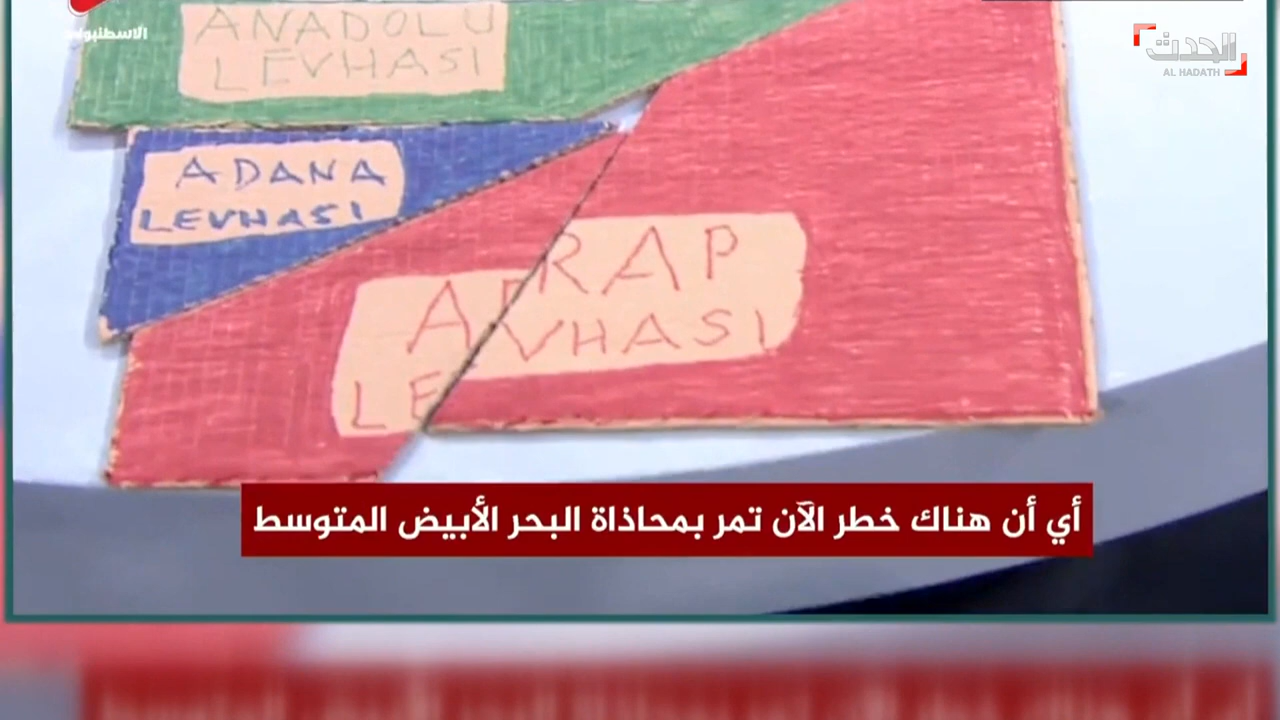 الاسطنبولي
الحدث
AL HADATH
ANADOLU
LEVHASI
ADANA
LEVHASI
ARAP
LEVHASI
أي أن هناك خطر الآن تمر بمحاذاة البحر الأبيض المتوسط